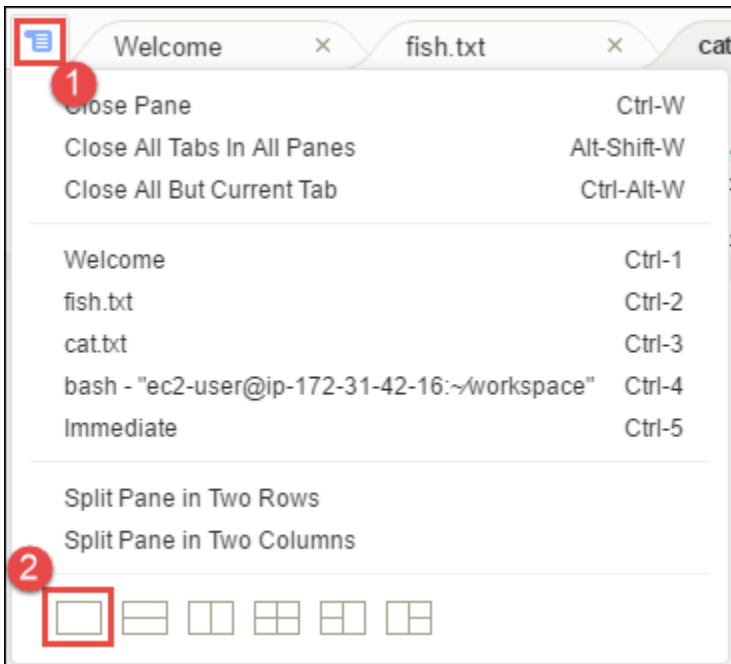 Welcome × fish.txt × cat
1
Close Pane Ctrl-W
Close All Tabs In All Panes Alt-Shift-W
Close All But Current Tab Ctrl-Alt-W
Welcome Ctrl-1
fish.txt Ctrl-2
cat.txt Ctrl-3
bash - "ec2-user@ip-172-31-42-16:~/workspace" Ctrl-4
Immediate Ctrl-5
Split Pane in Two Rows
Split Pane in Two Columns
2